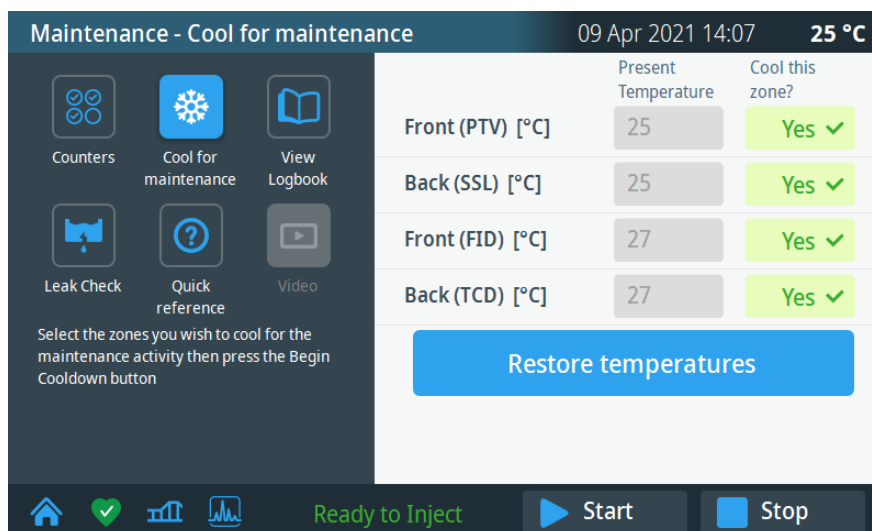 Maintenance - Cool for maintenance
09 Apr 2021 14:07
25 °C
Counters
Cool for
maintenance
View
Logbook
Leak Check
Quick
reference
Video
Select the zones you wish to cool for the
maintenance activity then press the Begin
Cooldown button
Present
Temperature
Cool this
zone?
Front (PTV) [°C]
25
Yes
Back (SSL) [°C]
25
Yes
Front (FID) [°C]
27
Yes
Back (TCD) [°C]
27
Yes
Restore temperatures
Ready to Inject
Start
Stop